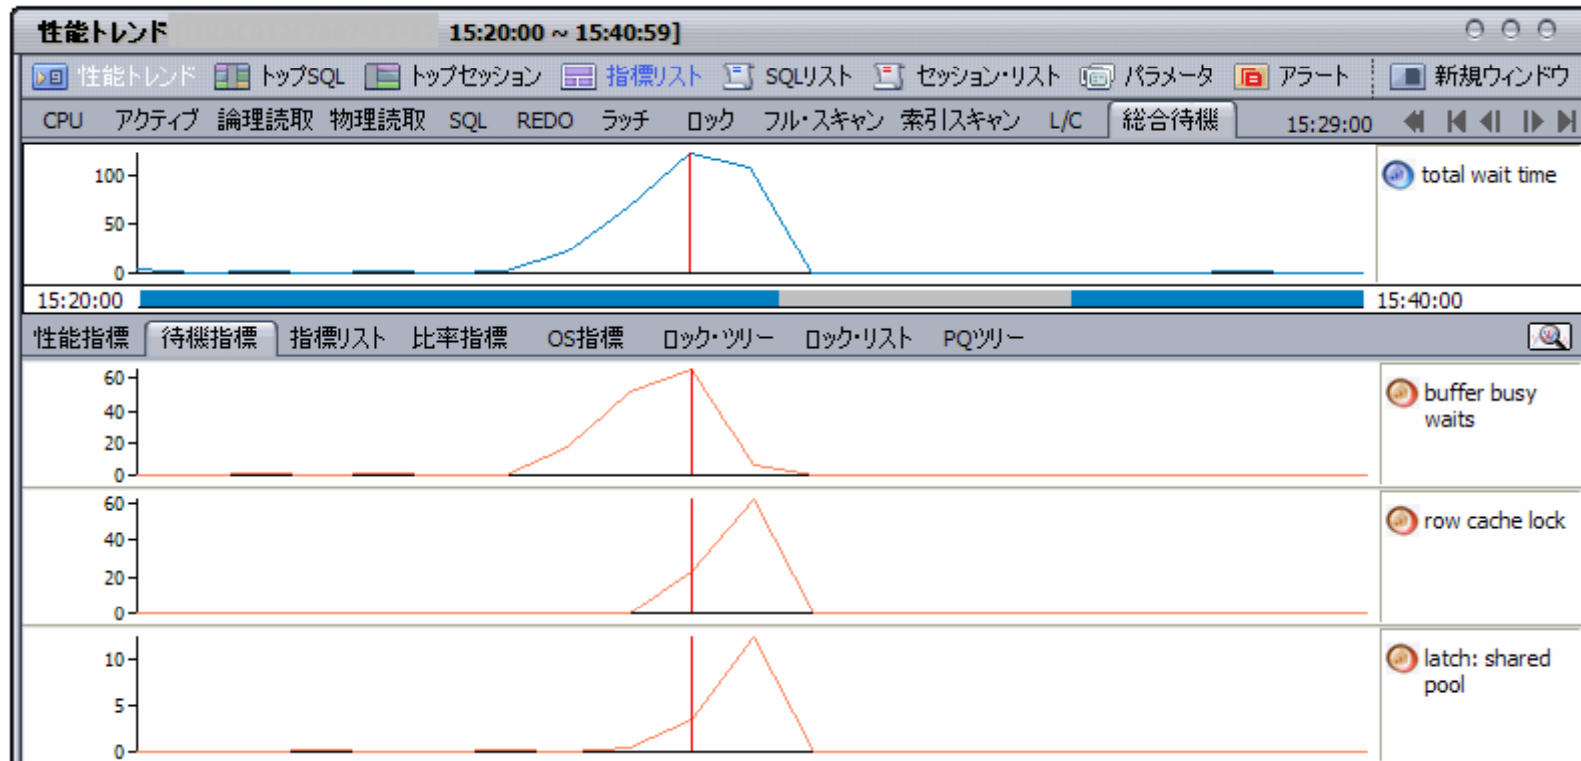 性能トレンド 15:20:00 ~ 15:40:59]
性能トレンド トップSQL トップセッション 指標リスト SQLリスト セッション・リスト パラメータ アラート 新規ウィンドウ
CPU アクティブ 論理読取 物理読取 SQL REDO ラッチ ロック フル・スキャン 索引スキャン L/C 総合待機 15:29:00
100
50
0
total wait time
15:20:00 15:40:00
性能指標 待機指標 指標リスト 比率指標 OS指標 ロック・ツリー ロック・リスト PQツリー
60
40
20
0
buffer busy
waits
60
40
20
0
row cache lock
10
5
0
latch: shared
pool